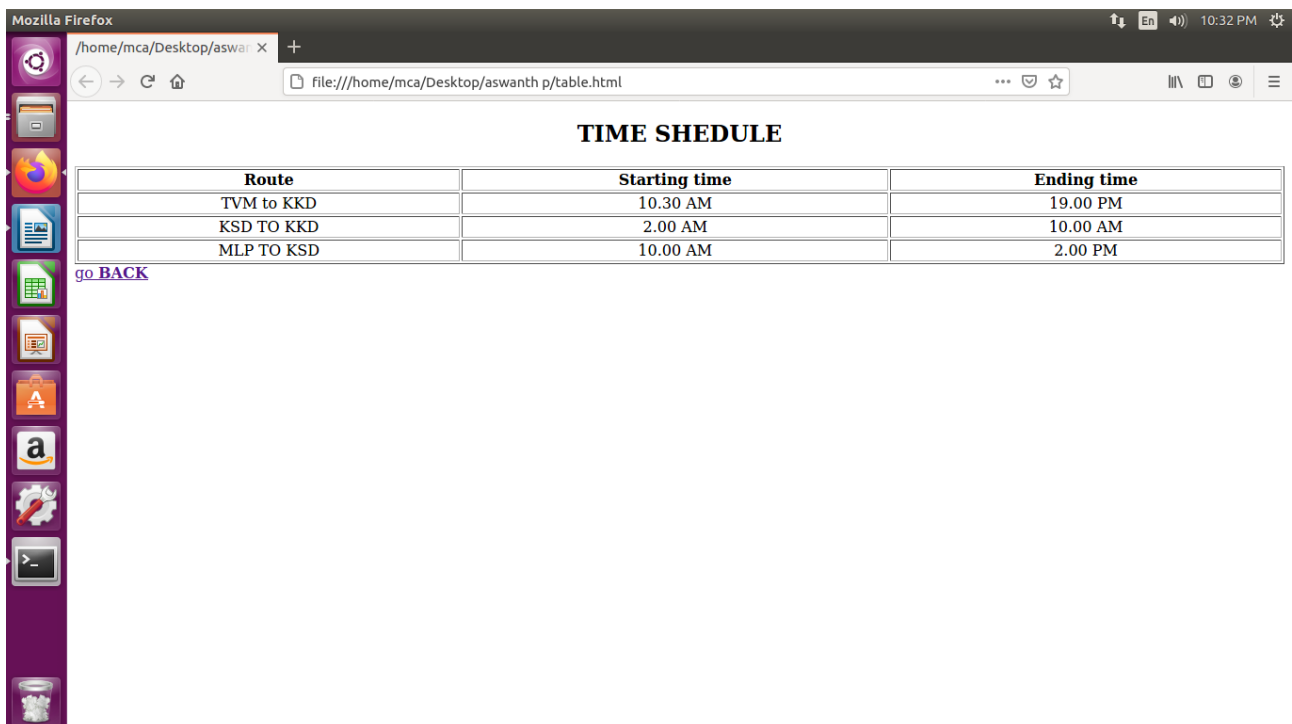 Mozilla Firefox En 10:32 PM
/home/mca/Desktop/aswan
file:///home/mca/Desktop/aswanth p/table.html
TIME SHEDULE
Route Starting time Ending time
TVM to KKD 10.30 AM 19.00 PM
KSD TO KKD 2.00 AM 10.00 AM
MLP TO KSD 10.00 AM 2.00 PM
go BACK